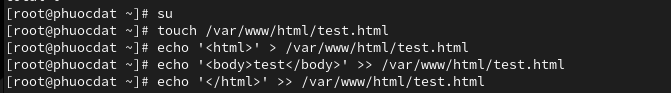 [root@phuocdat ~]# su
[root@phuocdat ~]# touch /var/www/html/test.html
[root@phuocdat ~]# echo '<html>' > /var/www/html/test.html
[root@phuocdat ~]# echo '<body>test</body>' >> /var/www/html/test.html
[root@phuocdat ~]# echo '</html>' >> /var/www/html/test.html